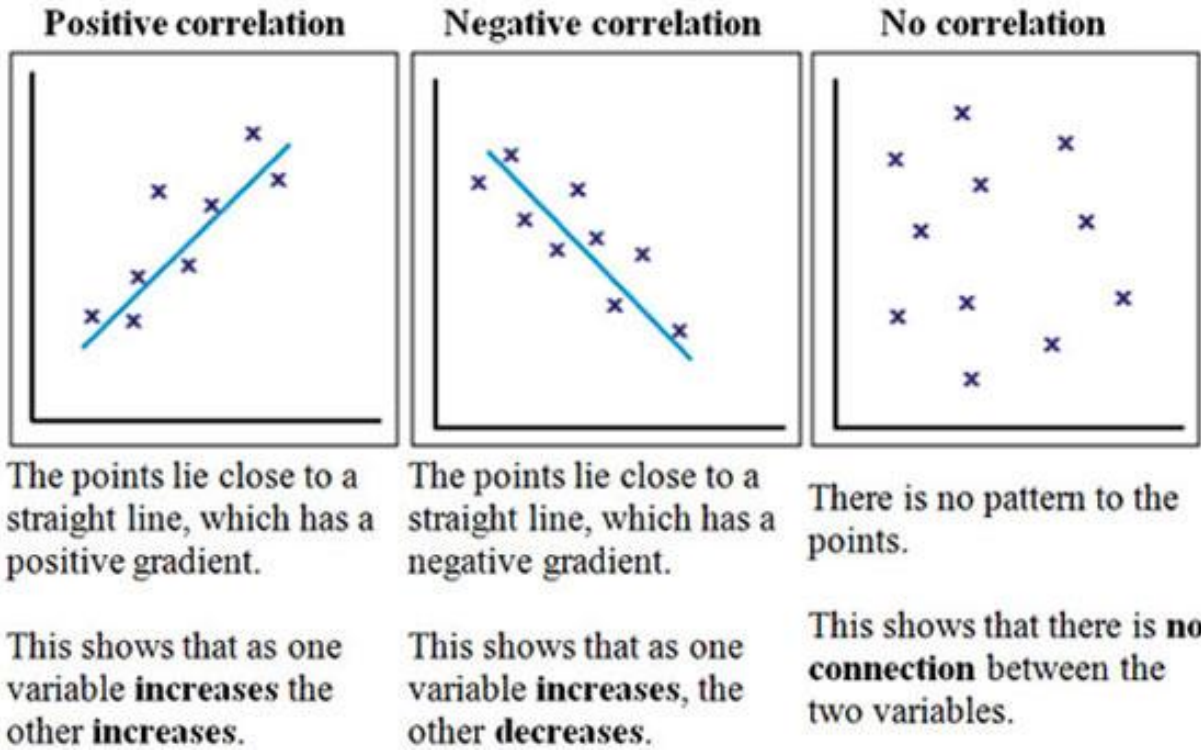 Positive correlation
Negative correlation
No correlation
The points lie close to a
straight line, which has a
positive gradient.
This shows that as one
variable increases the
other increases.
The points lie close to a
straight line, which has a
negative gradient.
This shows that as one
variable increases, the
other decreases.
There is no pattern to the
points.
This shows that there is no
connection between the
two variables.